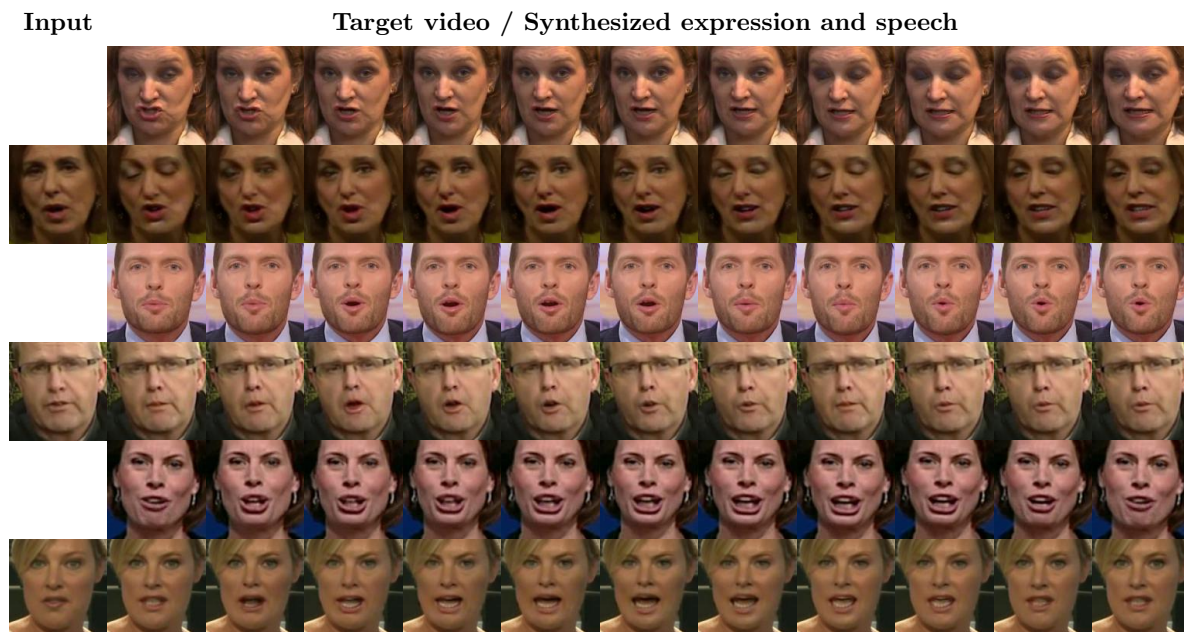 Input
Target video / Synthesized expression and speech